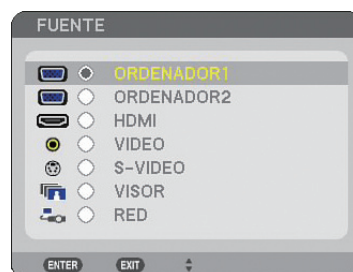 FUENTE
ORDENADOR1
ORDENADOR2
HDMI
VIDEO
S-VIDEO
VISOR
RED
ENTER EXIT